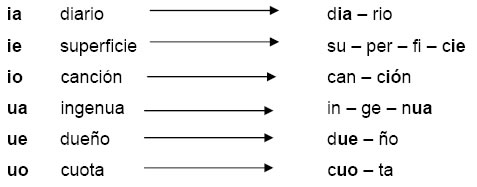 ia diario dia – rio
ie superficie su – per – fi – cie
io canción can – ción
ua ingenua in – ge – nua
ue dueño due – ño
uo cuota cuo – ta